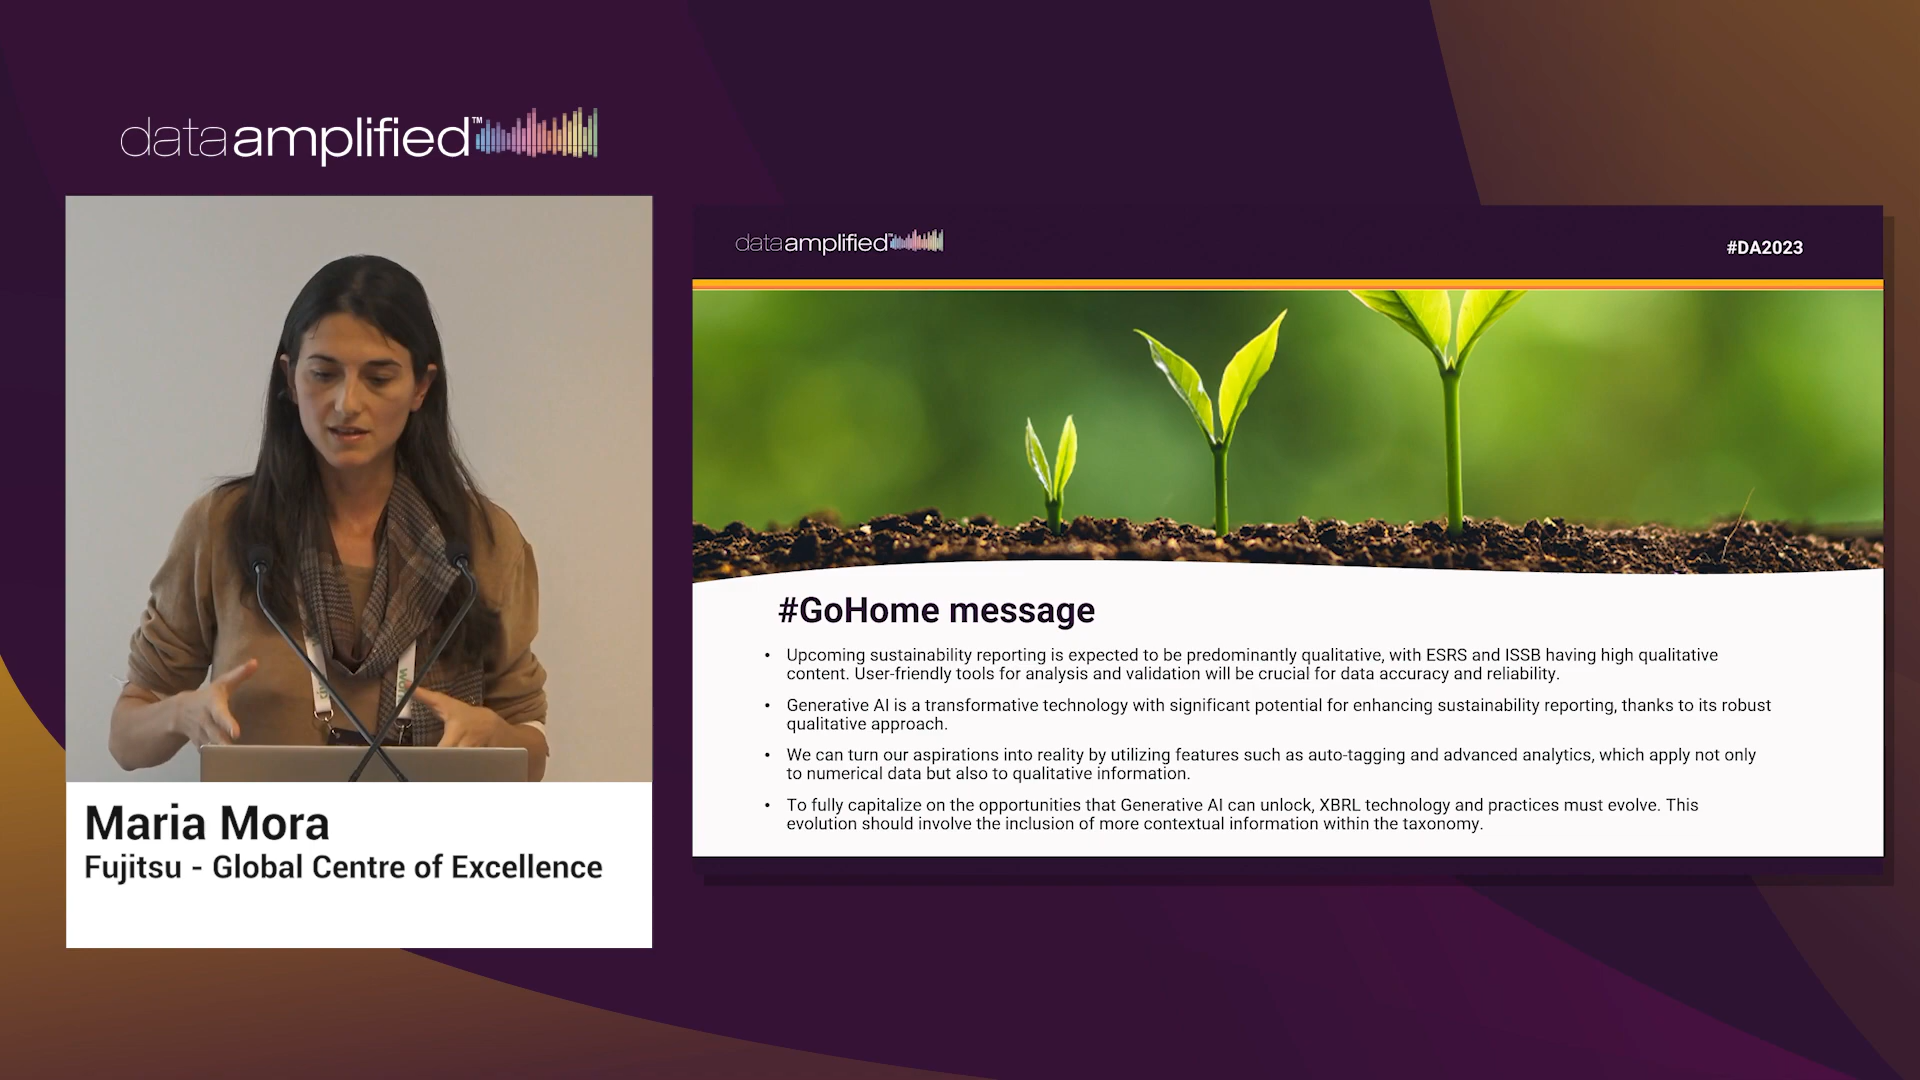 dataamplified™
Maria Mora
Fujitsu - Global Centre of Excellence
dataamplified™
#DA2023
#GoHome message
• Upcoming sustainability reporting is expected to be predominantly qualitative, with ESRS and ISSB having high qualitative
content. User-friendly tools for analysis and validation will be crucial for data accuracy and reliability.
• Generative AI is a transformative technology with significant potential for enhancing sustainability reporting, thanks to its robust
qualitative approach.
• We can turn our aspirations into reality by utilizing features such as auto-tagging and advanced analytics, which apply not only
to numerical data but also to qualitative information.
• To fully capitalize on the opportunities that Generative AI can unlock, XBRL technology and practices must evolve. This
evolution should involve the inclusion of more contextual information within the taxonomy.